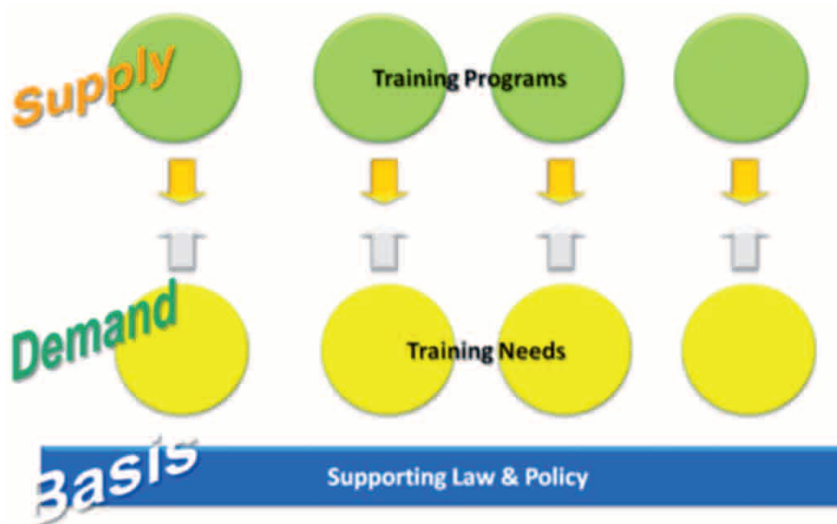 Supply
Training Programs
Demand
Training Needs
Basis
Supporting Law & Policy